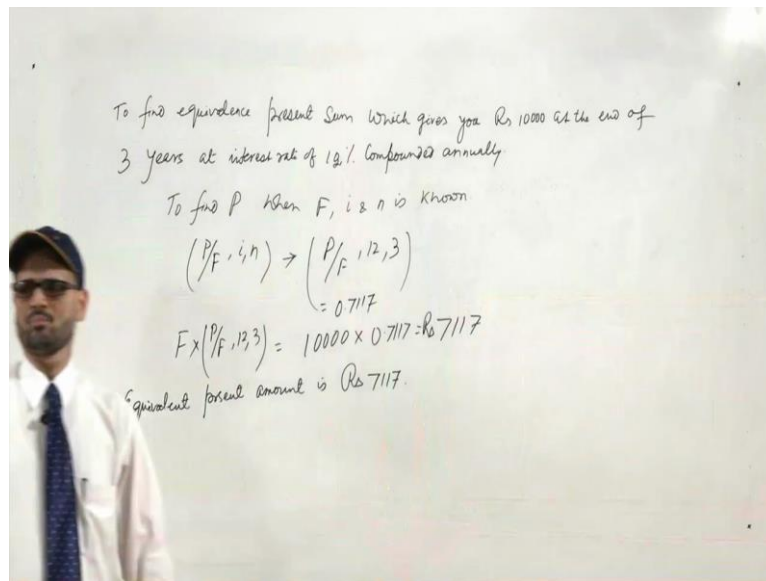 To find equivalence present Sum which gives you Rs 10000 at the end of
3 years at interest rate of 12 %. Compounded annually.
To find P when F, i & n is known.
(P/F, i, n) → (P/F, 12, 3)
= 0.7117
F × (P/F, 12, 3) = 10000 × 0.7117 = Rs 7117
Equivalent present amount is Rs 7117.